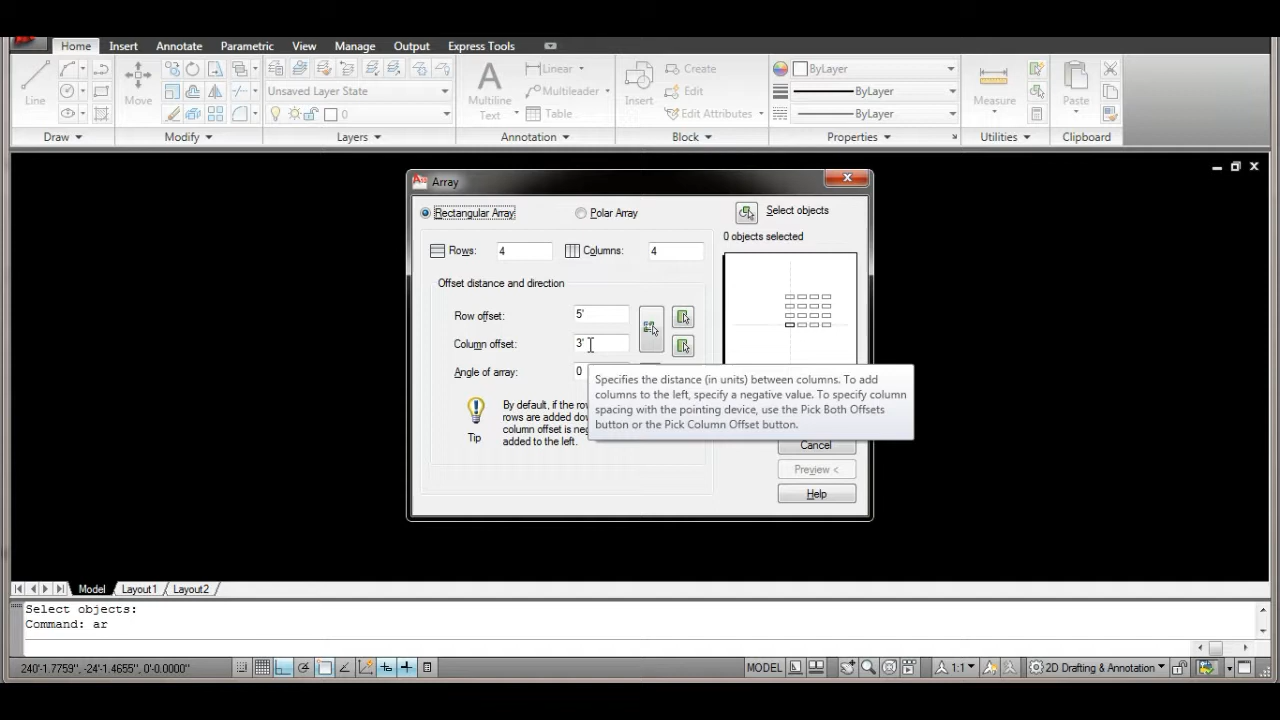 Home Insert Annotate Parametric View Manage Output Express Tools
Line
Move
Unsaved Layer State
0
Multiline
Text
Linear
Multileader
Table
Insert
Create
Edit
Edit Attributes
ByLayer
ByLayer
ByLayer
Measure
Paste
Draw Modify Layers Annotation Block Properties Utilities Clipboard
Array
Rectangular Array Polar Array
Select objects
0 objects selected
Rows: 4 Columns: 4
Offset distance and direction
Row offset: 5'
Column offset: 3'
Angle of array: 0
Specifies the distance (in units) between columns. To add
columns to the left, specify a negative value. To specify column
spacing with the pointing device, use the Pick Both Offsets
button or the Pick Column Offset button.
Tip
By default, if the row
rows are added dow
column offset is neg
added to the left.
Cancel
Preview <
Help
Model Layout1 Layout2
Select objects:
Command: ar
240'-1.7759", -24'-1.4655", 0'-0.0000"
MODEL
1:1
2D Drafting & Annotation